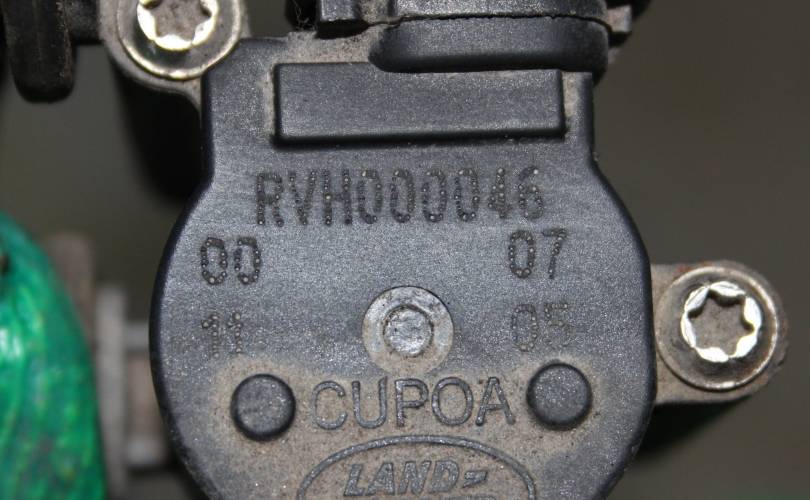 RVH000046
00 07
11 05
CUPOA
LAND-